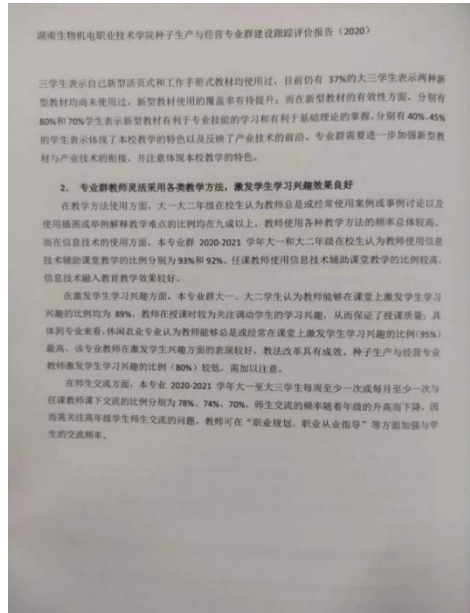 湖南生物机电职业技术学院种子生产与经营专业群建设跟踪评价报告（2020）
三学生表示自己新型活页式和工作手册式教材均使用过，目前仍有 37%的大三学生表示两种新
型教材均尚未使用过，新型教材使用的覆盖率有待提升；而在新型教材的有效性方面，分别有
80%和 70%学生表示新型教材有利于专业技能的学习和有利于基础理论的掌握，分别有 40%、45%
的学生表示体现了本校教学的特色以及反映了产业技术的前沿。专业群需要进一步加强新型教
材与产业技术的衔接，并注意体现本校教学的特色。
2. 专业群教师灵活采用各类教学方法，激发学生学习兴趣效果良好
在教学方法使用方面，大一大二年级在校生认为教师总是或经常使用案例或事例讨论以及
使用插图或举例解释教学难点的比例均在九成以上，教师使用各种教学方法的频率总体较高。
而在信息技术的使用方面，本专业群 2020-2021 学年大一和大二年级在校生认为教师使用信息
技术辅助课堂教学的比例分别为 93%和 92%。任课教师使用信息技术辅助课堂教学的比例较高，
信息技术融入教育教学效果较好。
在激发学生学习兴趣方面，本专业群大一、大二学生认为教师能够在课堂上激发学生学习
兴趣的比例均为 89%，教师在授课时较为关注调动学生的学习兴趣，从而保证了授课质量；具
体到专业来看，休闲农业专业认为教师能够总是或经常在课堂上激发学生学习兴趣的比例（95%）
最高，该专业教师在激发学生兴趣方面的表现较好，教法改革具有成效。种子生产与经营专业
教师激发学生学习兴趣的比例（80%）较低，需加以注意。
在师生交流方面，本专业 2020-2021 学年大一至大三学生每周至少一次或每月至少一次与
任课教师课下交流的比例分别为 78%、74%、70%，师生交流的频率随着年级的升高而下降，因
而需关注高年级学生师生交流的问题，教师可在“职业规划、职业从业指导”等方面加强与学
生的交流频率。